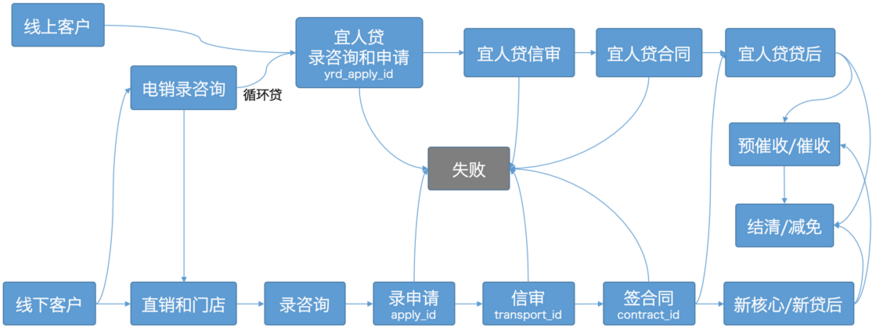 线上客户
宜人贷
录咨询和申请
yrd_apply_id
宜人贷信审
宜人贷合同
宜人贷贷后
电销录咨询
循环贷
预催收/催收
失败
结清/减免
线下客户
直销和门店
录咨询
录申请
apply_id
信审
transport_id
签合同
contract_id
新核心/新贷后